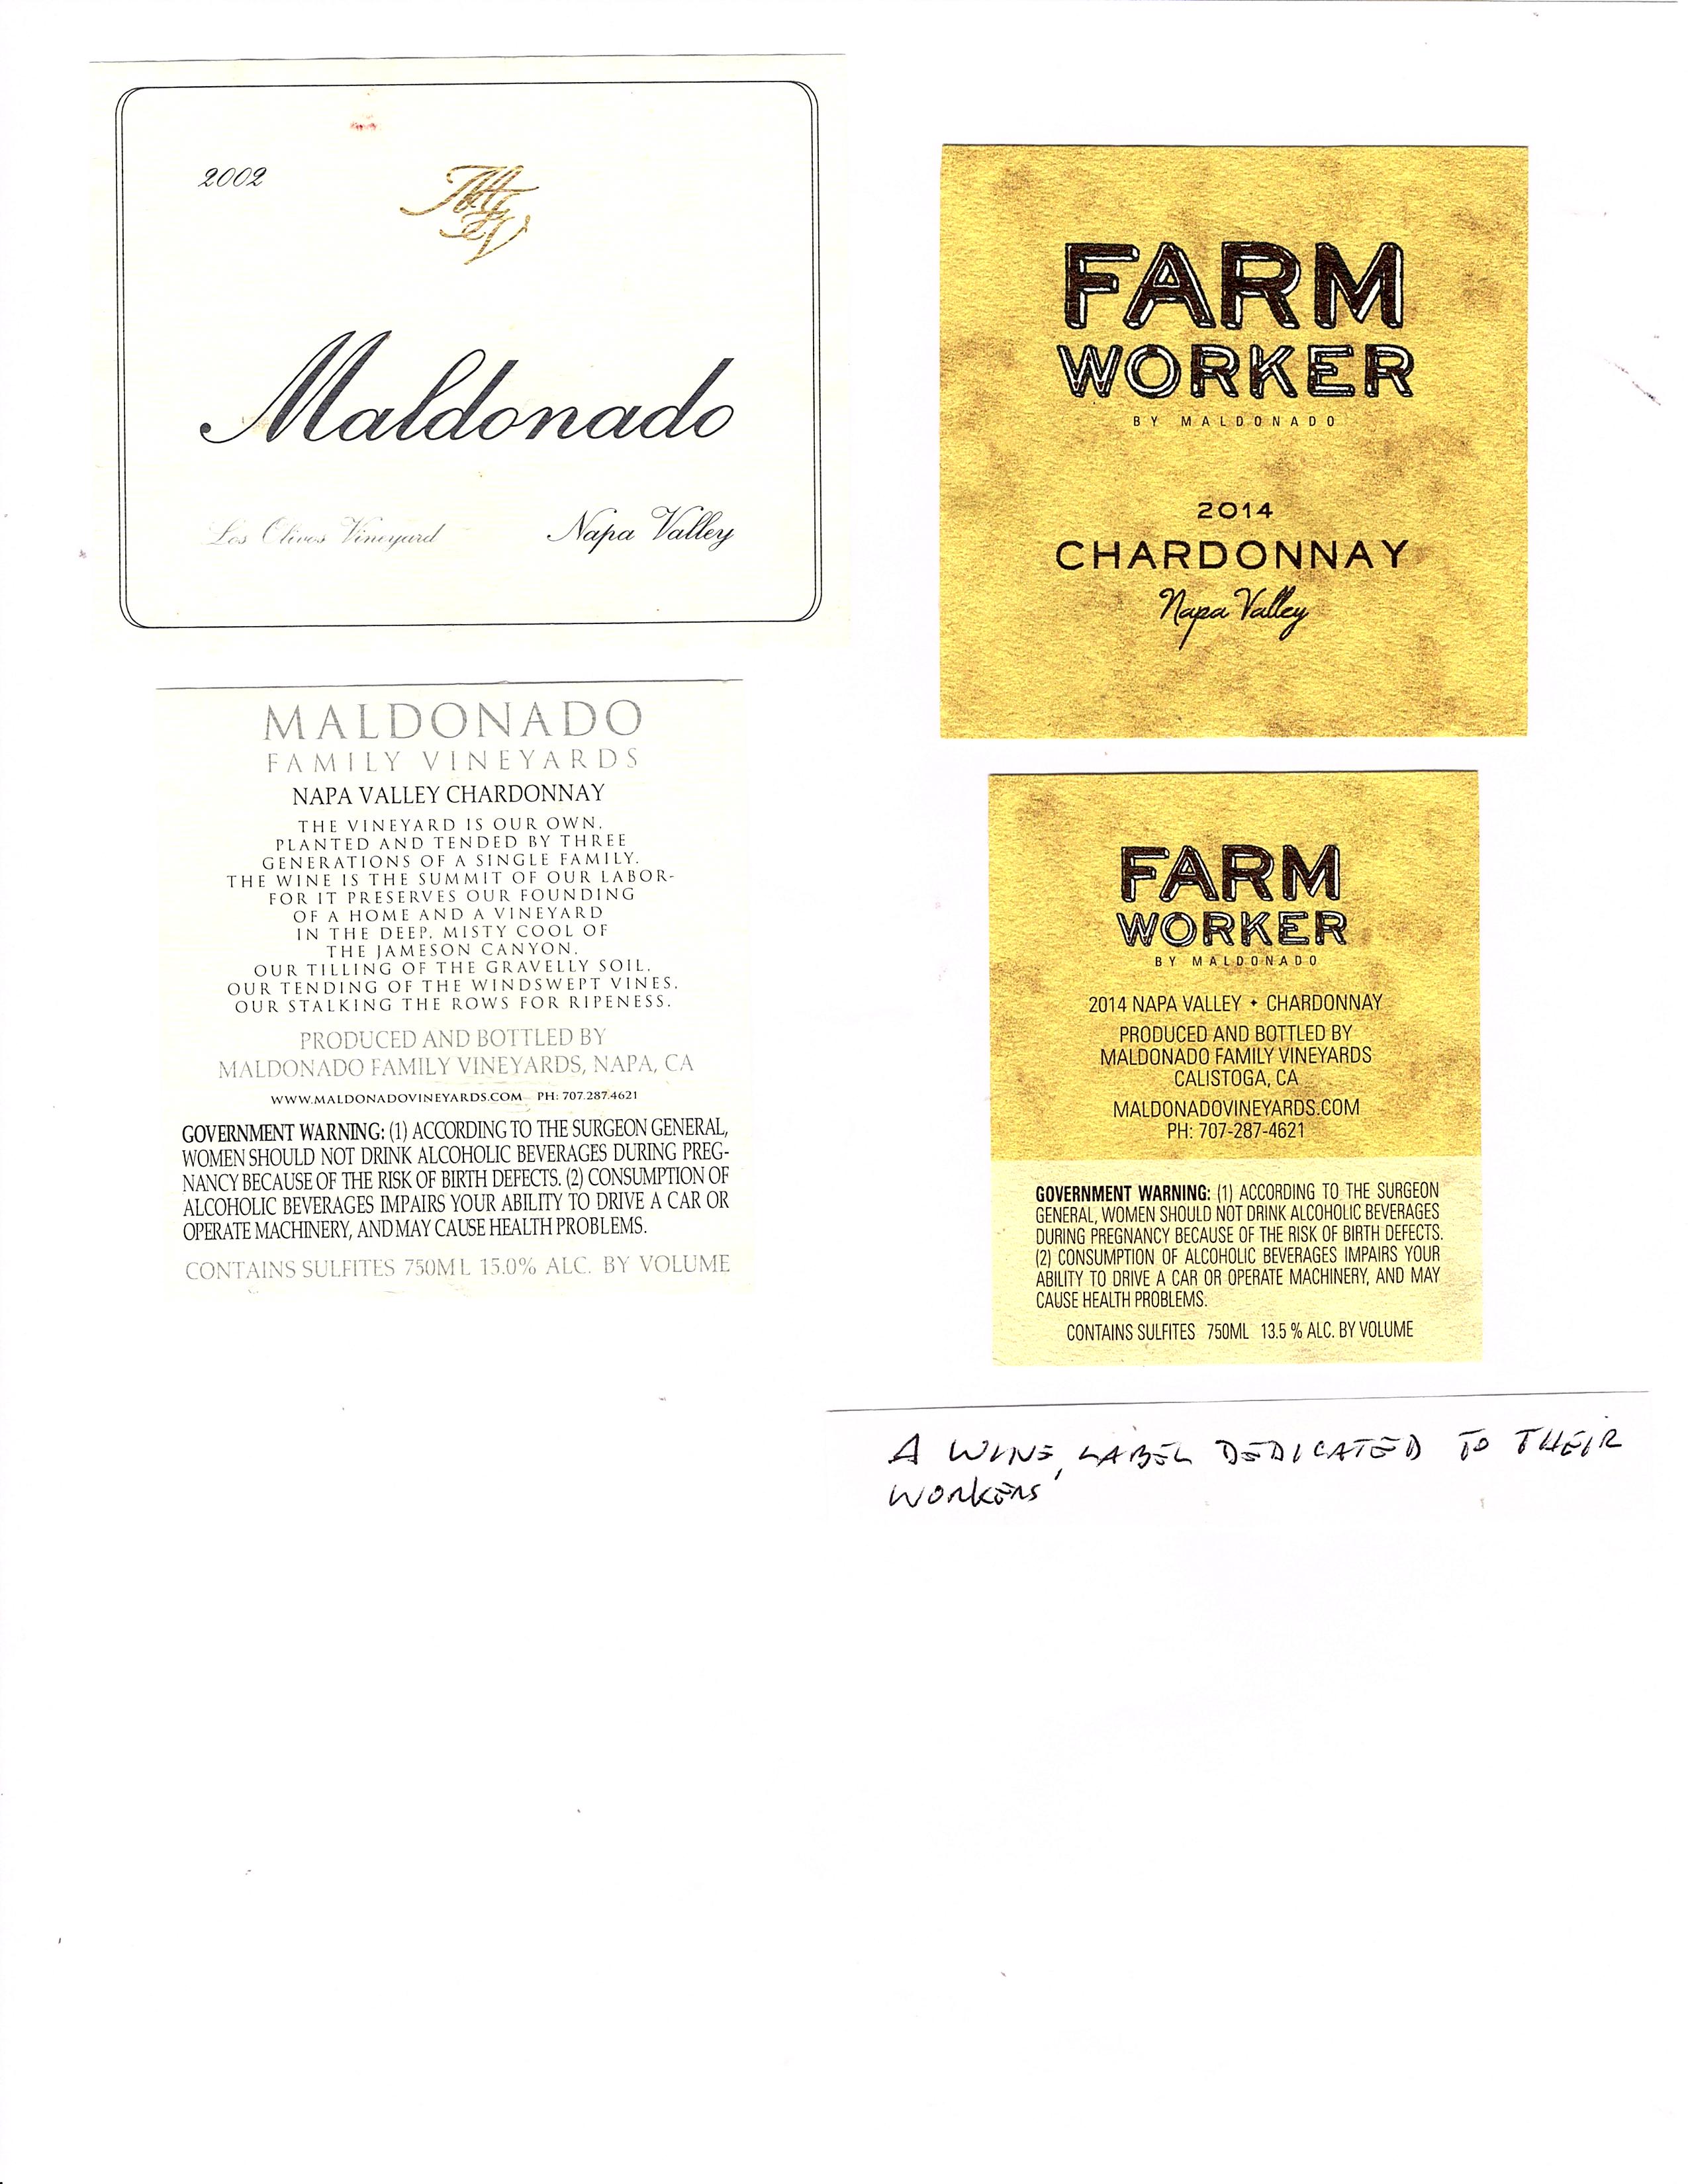 2002
MFV
Maldonado
Los Olivos Vineyard Napa Valley
MALDONADO
FAMILY VINEYARDS
NAPA VALLEY CHARDONNAY
THE VINEYARD IS OUR OWN,
PLANTED AND TENDED BY THREE
GENERATIONS OF A SINGLE FAMILY.
THE WINE IS THE SUMMIT OF OUR LABOR-
FOR IT PRESERVES OUR FOUNDING
OF A HOME AND A VINEYARD
IN THE DEEP, MISTY COOL OF
THE JAMESON CANYON,
OUR TILLING OF THE GRAVELLY SOIL,
OUR TENDING OF THE WINDSWEPT VINES,
OUR STALKING THE ROWS FOR RIPENESS.
PRODUCED AND BOTTLED BY
MALDONADO FAMILY VINEYARDS, NAPA, CA
WWW.MALDONADOVINEYARDS.COM PH: 707.287.4621
GOVERNMENT WARNING: (1) ACCORDING TO THE SURGEON GENERAL,
WOMEN SHOULD NOT DRINK ALCOHOLIC BEVERAGES DURING PREG-
NANCY BECAUSE OF THE RISK OF BIRTH DEFECTS. (2) CONSUMPTION OF
ALCOHOLIC BEVERAGES IMPAIRS YOUR ABILITY TO DRIVE A CAR OR
OPERATE MACHINERY, AND MAY CAUSE HEALTH PROBLEMS.
CONTAINS SULFITES 750ML 15.0% ALC. BY VOLUME
FARM
WORKER
BY MALDONADO
2014
CHARDONNAY
Napa Valley
FARM
WORKER
BY MALDONADO
2014 NAPA VALLEY ✦ CHARDONNAY
PRODUCED AND BOTTLED BY
MALDONADO FAMILY VINEYARDS
CALISTOGA, CA
MALDONADOVINEYARDS.COM
PH: 707-287-4621
GOVERNMENT WARNING: (1) ACCORDING TO THE SURGEON
GENERAL, WOMEN SHOULD NOT DRINK ALCOHOLIC BEVERAGES
DURING PREGNANCY BECAUSE OF THE RISK OF BIRTH DEFECTS.
(2) CONSUMPTION OF ALCOHOLIC BEVERAGES IMPAIRS YOUR
ABILITY TO DRIVE A CAR OR OPERATE MACHINERY, AND MAY
CAUSE HEALTH PROBLEMS.
CONTAINS SULFITES 750ML 13.5 % ALC. BY VOLUME
A WINE LABEL DEDICATED TO THEIR
WORKERS